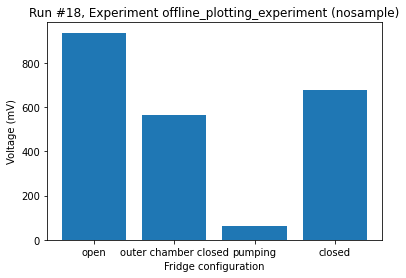 Run #18, Experiment offline_plotting_experiment (nosample)
Voltage (mV)
800
600
400
200
0
open outer chamber closed pumping closed
Fridge configuration